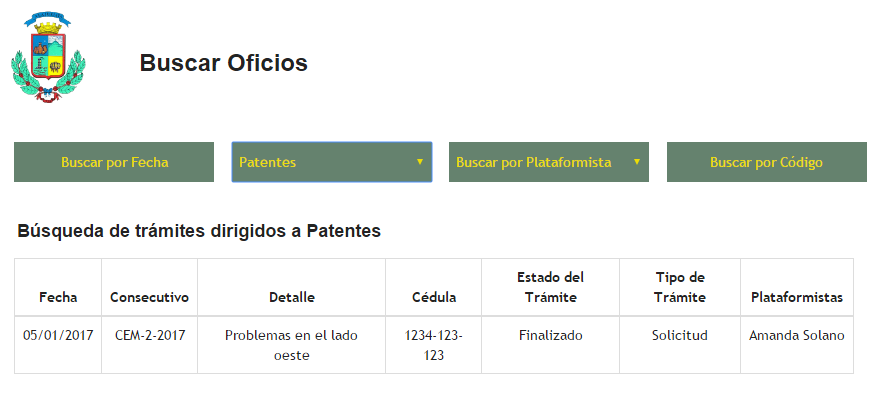 Buscar Oficios
Buscar por Fecha
Patentes
Buscar por Plataformista
Buscar por Código
Búsqueda de trámites dirigidos a Patentes
Fecha
Consecutivo
Detalle
Cédula
Estado del
Trámite
Tipo de
Trámite
Plataformistas
05/01/2017
CEM-2-2017
Problemas en el lado
oeste
1234-123-
123
Finalizado
Solicitud
Amanda Solano